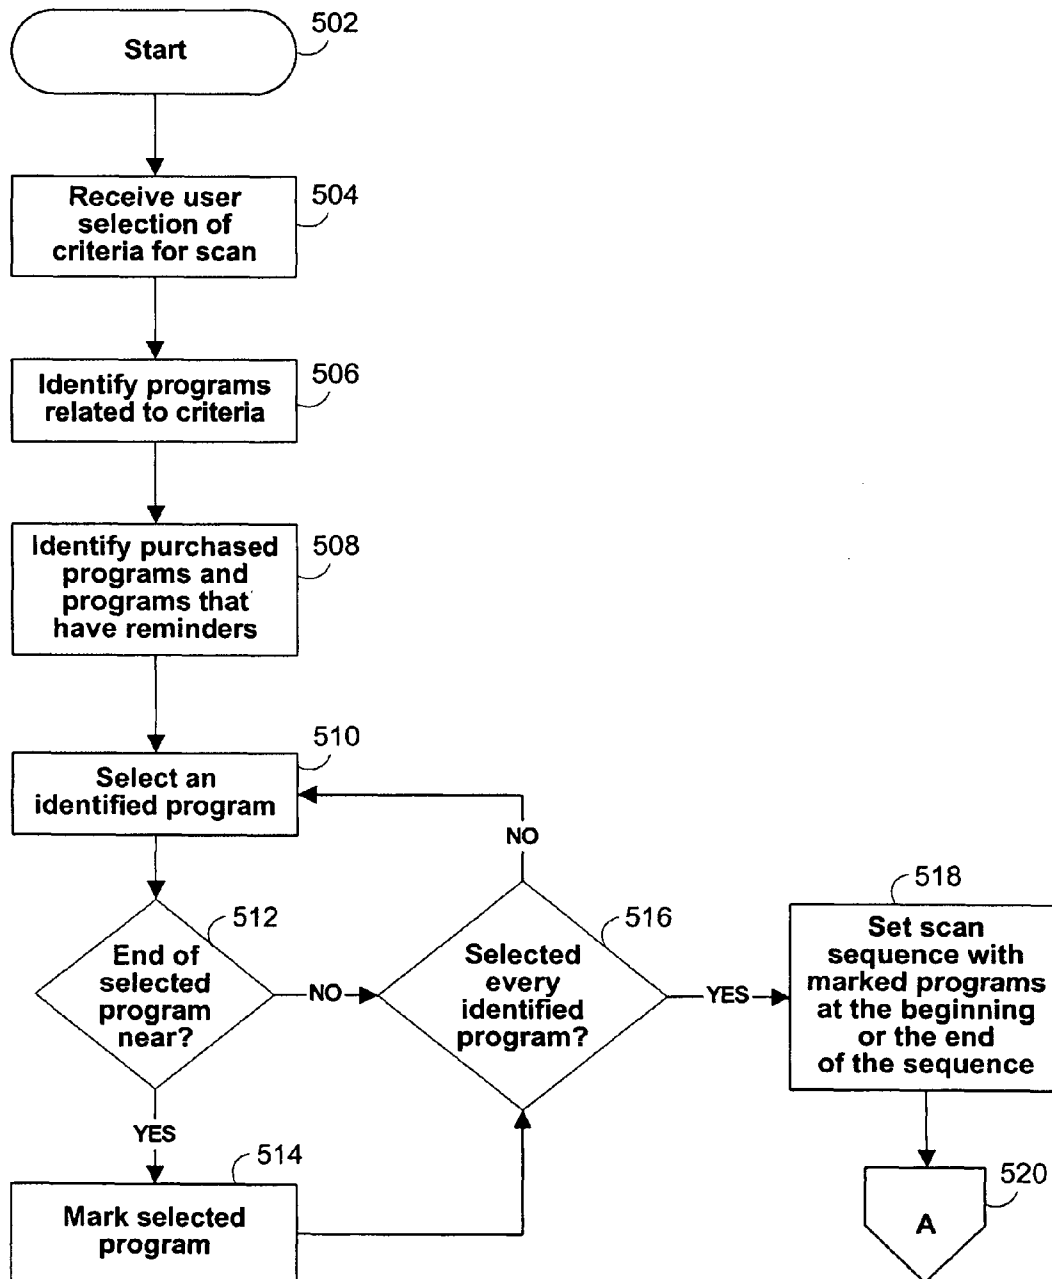 Start
502
Receive user
selection of
criteria for scan
504
Identify programs
related to criteria
506
Identify purchased
programs and
programs that
have reminders
508
Select an
identified program
510
NO
End of
selected
program
near?
512
NO
Selected
every
identified
program?
516
YES
518
Set scan
sequence with
marked programs
at the beginning
or the end
of the sequence
YES
514
Mark selected
program
A
520